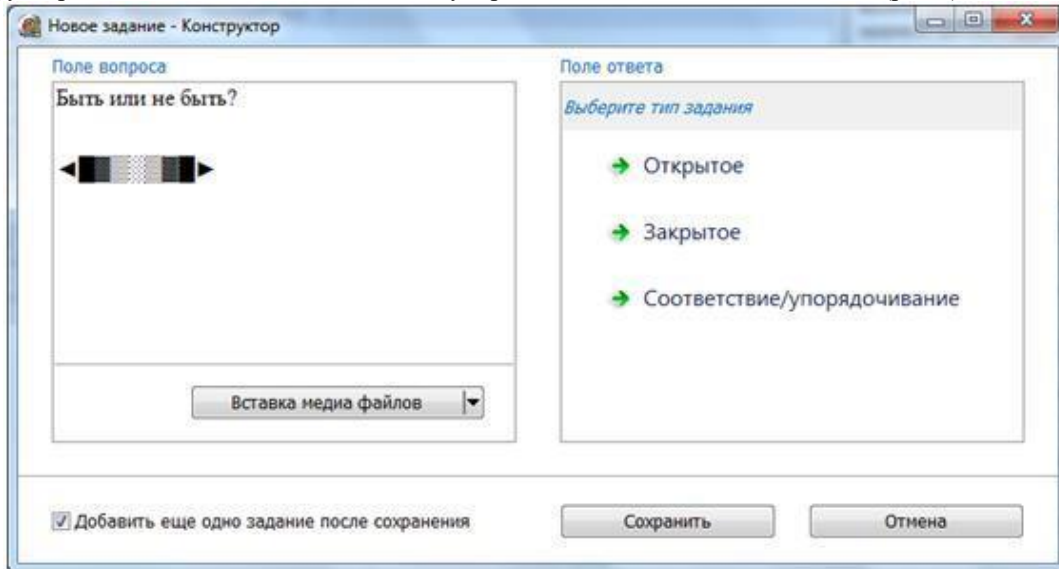 Новое задание - Конструктор
Поле вопроса
Быть или не быть?
◄█▓▒░▒▓█►
Вставка медиа файлов
Поле ответа
Выберите тип задания
Открытое
Закрытое
Соответствие/упорядочивание
Добавить еще одно задание после сохранения
Сохранить
Отмена